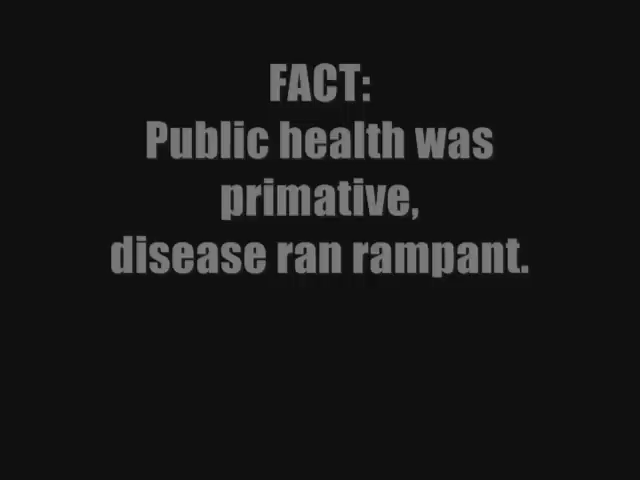 FACT:
Public health was
primative,
disease ran rampant.